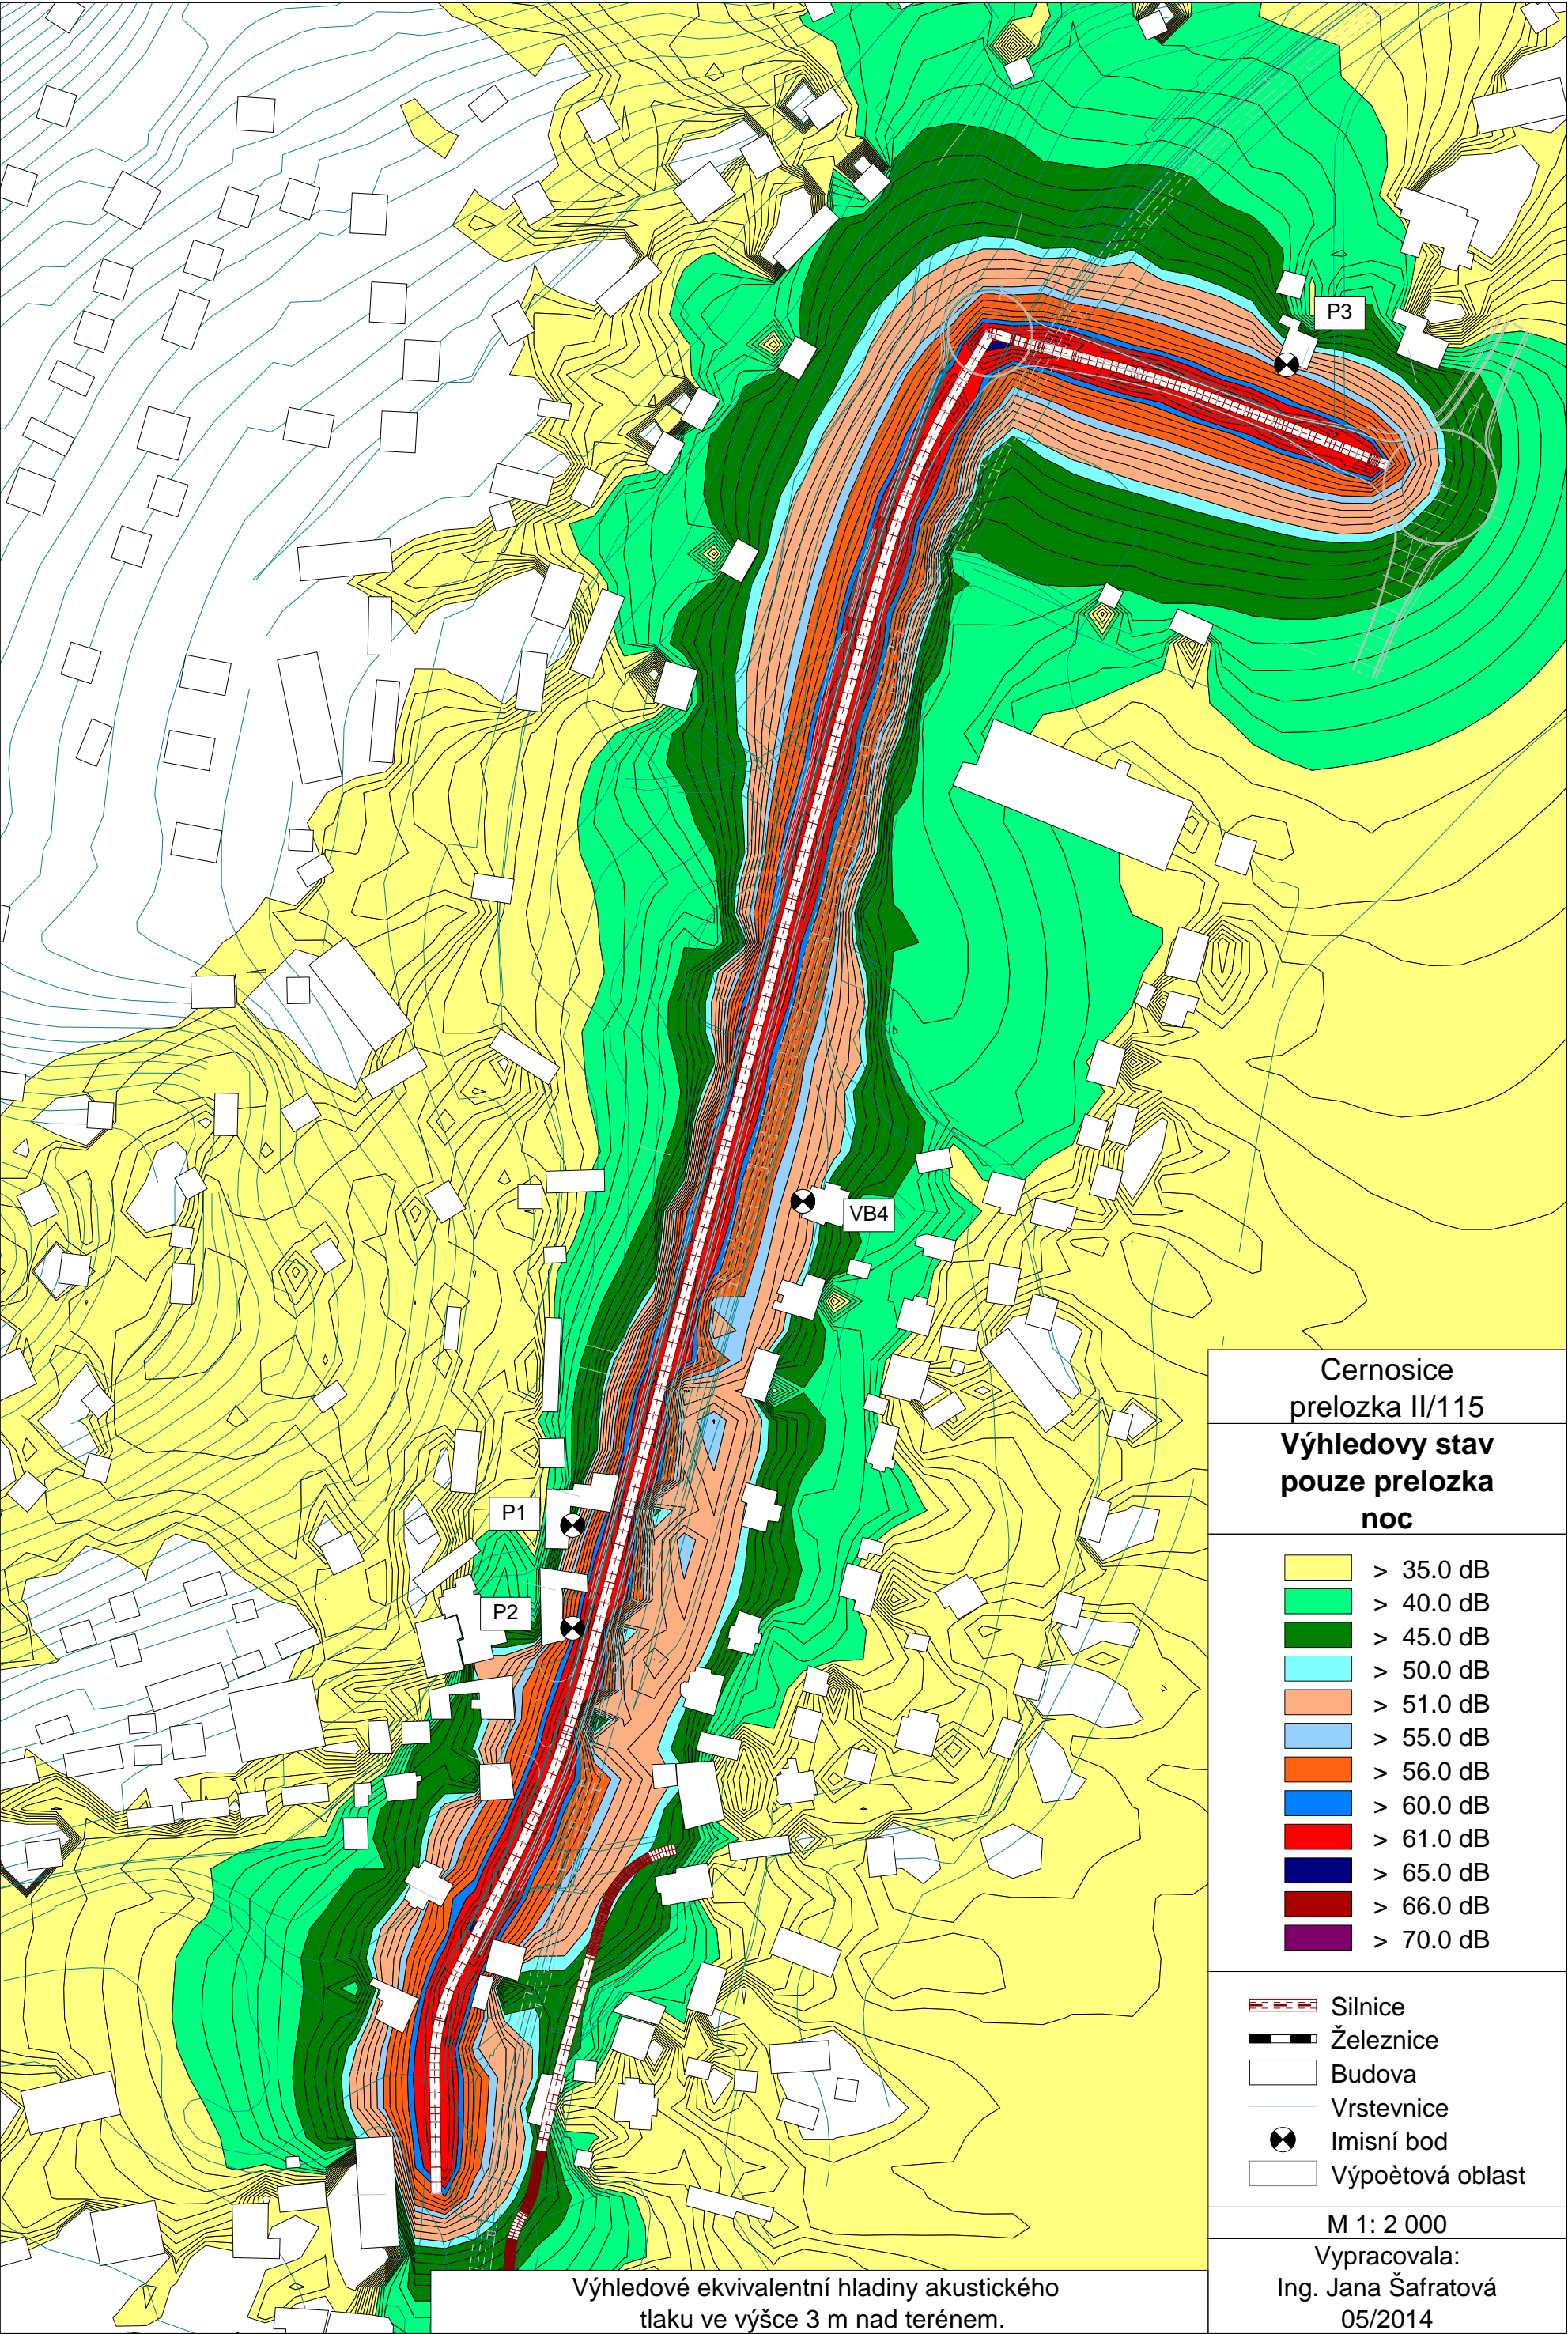 P3
VB4
P1
P2
Cernosice
prelozka II/115
Výhledovy stav
pouze prelozka
noc
> 35.0 dB
> 40.0 dB
> 45.0 dB
> 50.0 dB
> 51.0 dB
> 55.0 dB
> 56.0 dB
> 60.0 dB
> 61.0 dB
> 65.0 dB
> 66.0 dB
> 70.0 dB
Silnice
Železnice
Budova
Vrstevnice
Imisní bod
Výpoètová oblast
M 1: 2 000
Vypracovala:
Ing. Jana Šafratová
05/2014
Výhledové ekvivalentní hladiny akustického
tlaku ve výšce 3 m nad terénem.